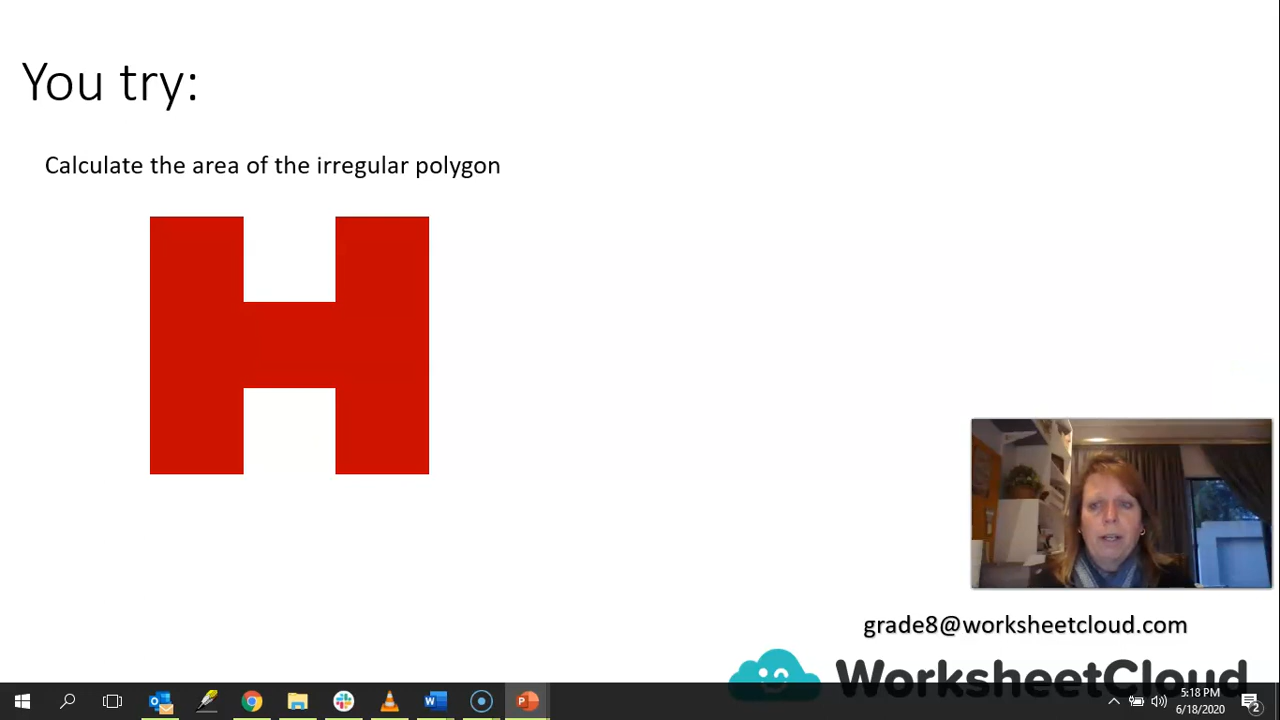 You try:
Calculate the area of the irregular polygon
grade8@worksheetcloud.com
WorksheetCloud
5:18 PM
6/18/2020
2